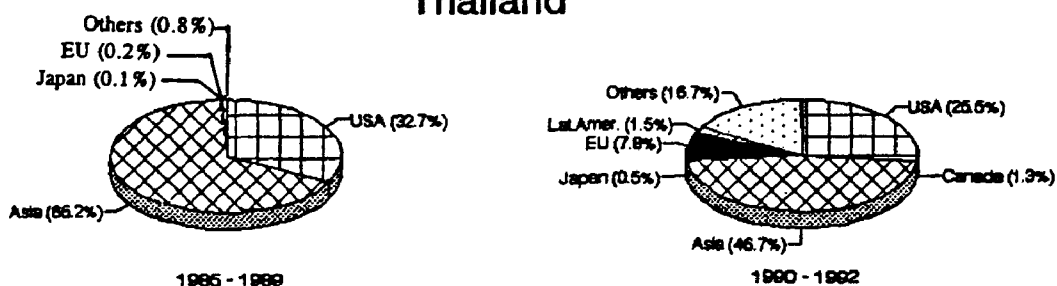 Thailand
Others (0.8%)
EU (0.2%)
Japan (0.1%)
USA (32.7%)
Asia (66.2%)
1985 - 1989
Others (16.7%)
Lat.Amer. (1.5%)
EU (7.9%)
Japan (0.5%)
USA (25.5%)
Canada (1.3%)
Asia (46.7%)
1990 - 1992